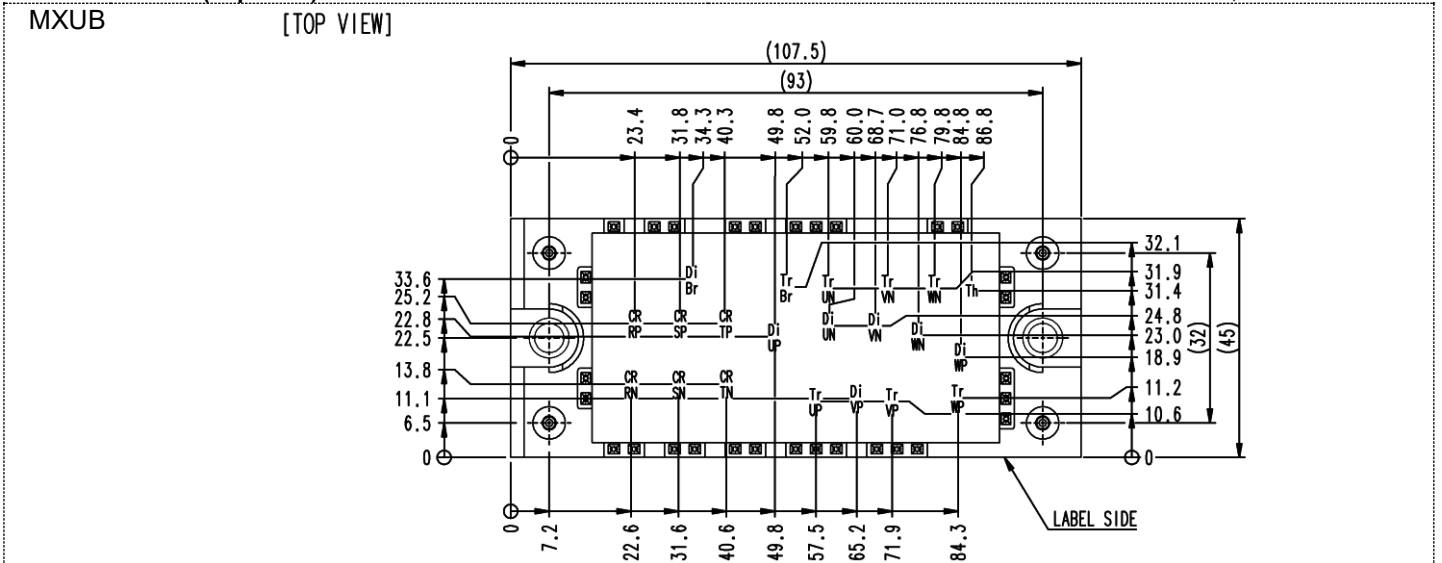 MXUB
[TOP VIEW]
(107.5)
(93)
0 23.4 31.8 34.3 40.3 49.8 52.0 59.8 60.0 68.7 71.0 76.8 79.8 84.8 86.8
33.6
25.2
22.8
22.5
13.8
11.1
6.5
0
Di Br
Tr Br
Tr UN
Tr VN
Tr WN
Th
CR RP
CR SP
CR TP
Di UP
Di UN
Di VN
Di WN
Di WP
CR RN
CR SN
CR TN
Tr UP
Di VP
Tr VP
Tr WP
32.1
31.9
31.4
24.8
23.0
18.9
11.2
10.6
0
(32)
(45)
LABEL SIDE
0 7.2 22.6 31.6 40.6 49.8 57.5 65.2 71.9 84.3